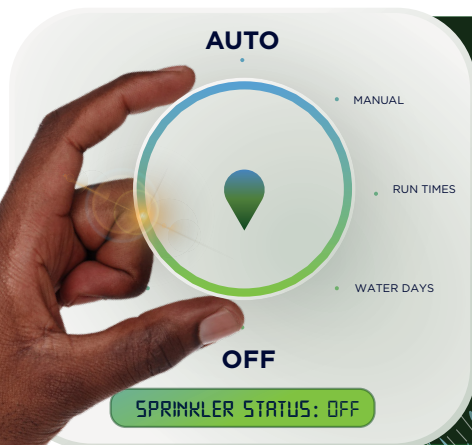 AUTO
MANUAL
RUN TIMES
WATER DAYS
OFF
SPRINKLER STATUS: OFF